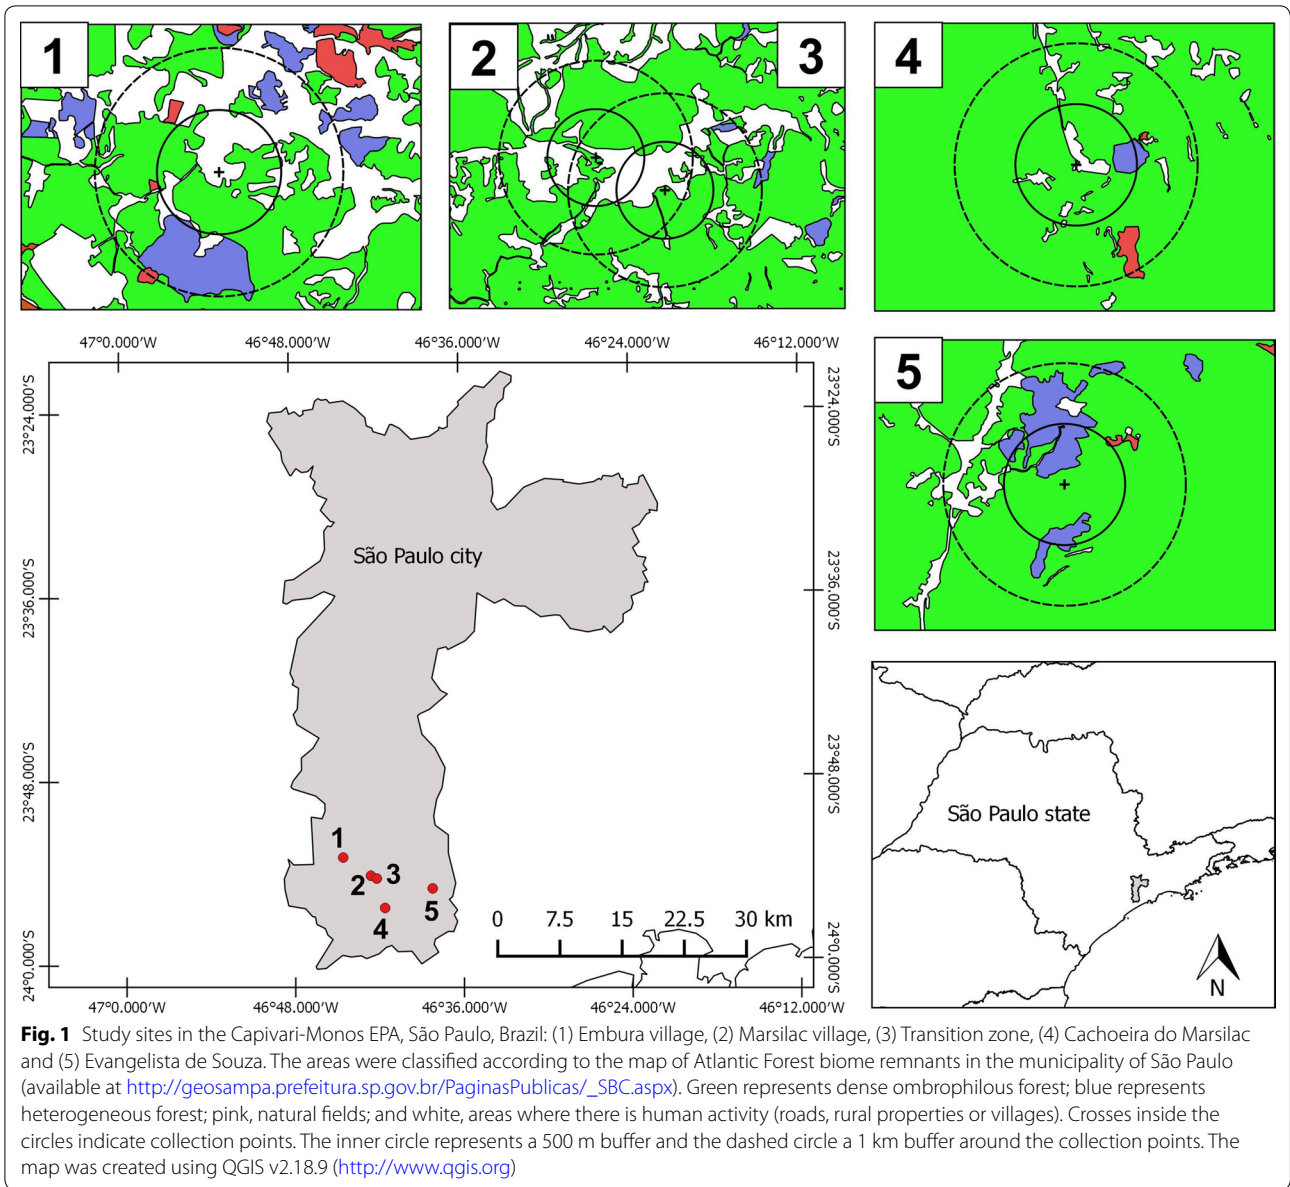 1
2
3
4
5
47°0.000'W 46°48.000'W 46°36.000'W 46°24.000'W 46°12.000'W
23°24.000'S
23°24.000'S
São Paulo city
23°36.000'S
23°36.000'S
23°48.000'S
23°48.000'S
São Paulo state
1
2
3
4
5
0 7.5 15 22.5 30 km
24°0.000'S
24°0.000'S
N
47°0.000'W 46°48.000'W 46°36.000'W 46°24.000'W 46°12.000'W
Fig. 1 Study sites in the Capivari-Monos EPA, São Paulo, Brazil: (1) Embura village, (2) Marsilac village, (3) Transition zone, (4) Cachoeira do Marsilac
and (5) Evangelista de Souza. The areas were classified according to the map of Atlantic Forest biome remnants in the municipality of São Paulo
(available at http://geosampa.prefeitura.sp.gov.br/PaginasPublicas/_SBC.aspx). Green represents dense ombrophilous forest; blue represents
heterogeneous forest; pink, natural fields; and white, areas where there is human activity (roads, rural properties or villages). Crosses inside the
circles indicate collection points. The inner circle represents a 500 m buffer and the dashed circle a 1 km buffer around the collection points. The
map was created using QGIS v2.18.9 (http://www.qgis.org)